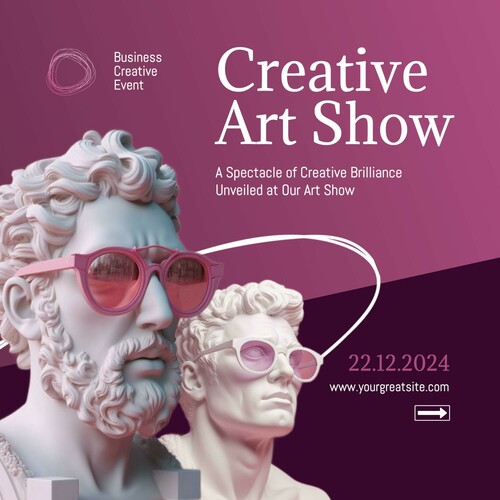 Business
Creative
Event
Creative
Art Show
A Spectacle of Creative Brilliance
Unveiled at Our Art Show
22.12.2024
www.yourgreatsite.com